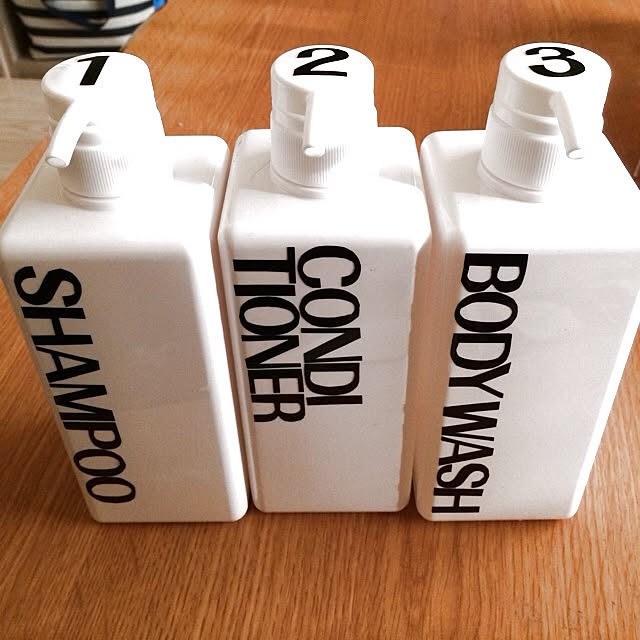 1
SHAMPOO
2
CONDI
TIONER
3
BODY WASH